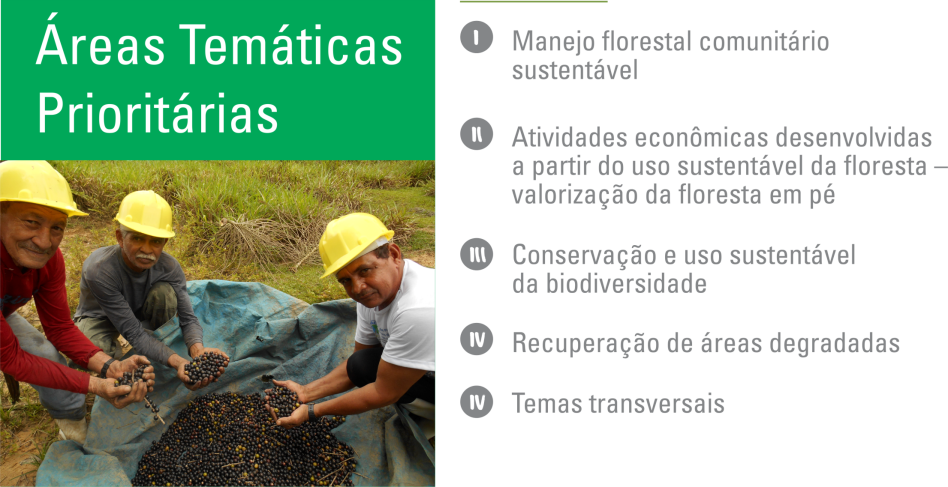 Áreas Temáticas
Prioritárias
I Manejo florestal comunitário
sustentável
II Atividades econômicas desenvolvidas
a partir do uso sustentável da floresta –
valorização da floresta em pé
III Conservação e uso sustentável
da biodiversidade
IV Recuperação de áreas degradadas
IV Temas transversais